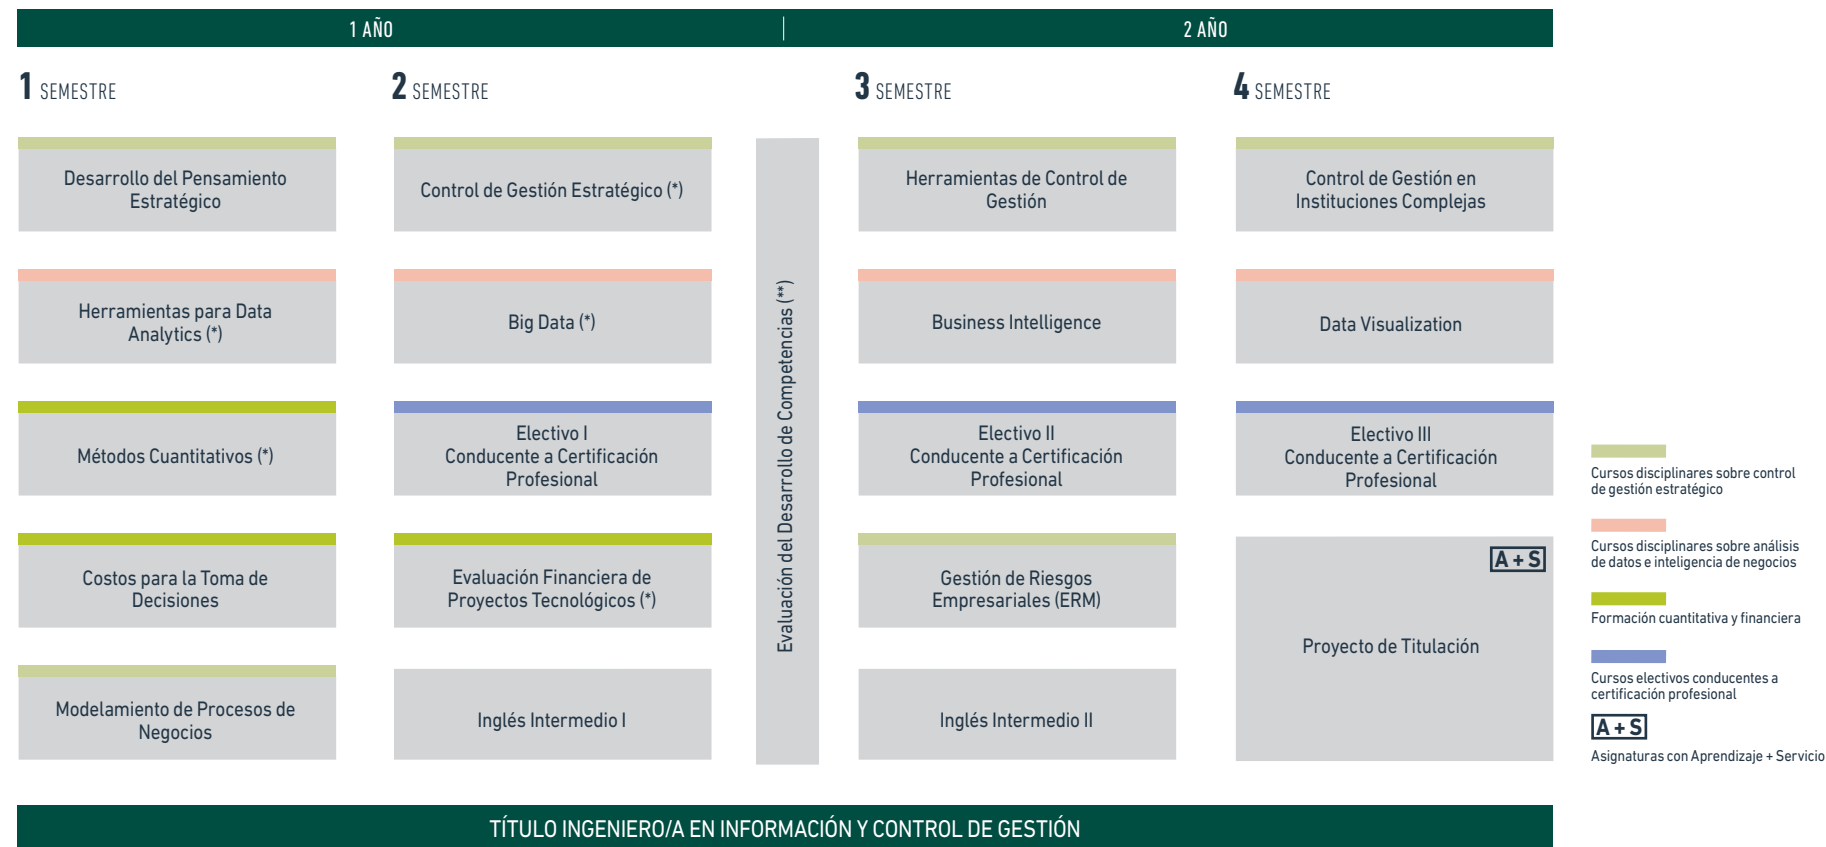 1 AÑO
2 AÑO
1 SEMESTRE
2 SEMESTRE
3 SEMESTRE
4 SEMESTRE
Desarrollo del Pensamiento
Estratégico
Herramientas para Data
Analytics (*)
Métodos Cuantitativos (*)
Costos para la Toma de
Decisiones
Modelamiento de Procesos de
Negocios
Control de Gestión Estratégico (*)
Big Data (*)
Electivo I
Conducente a Certificación
Profesional
Evaluación Financiera de
Proyectos Tecnológicos (*)
Inglés Intermedio I
Evaluación del Desarrollo de Competencias (**)
Herramientas de Control de
Gestión
Business Intelligence
Electivo II
Conducente a Certificación
Profesional
Gestión de Riesgos
Empresariales (ERM)
Inglés Intermedio II
Control de Gestión en
Instituciones Complejas
Data Visualization
Electivo III
Conducente a Certificación
Profesional
A + S
Proyecto de Titulación
Cursos disciplinares sobre control
de gestión estratégico
Cursos disciplinares sobre análisis
de datos e inteligencia de negocios
Formación cuantitativa y financiera
Cursos electivos conducentes a
certificación profesional
A + S
Asignaturas con Aprendizaje + Servicio
TÍTULO INGENIERO/A EN INFORMACIÓN Y CONTROL DE GESTIÓN